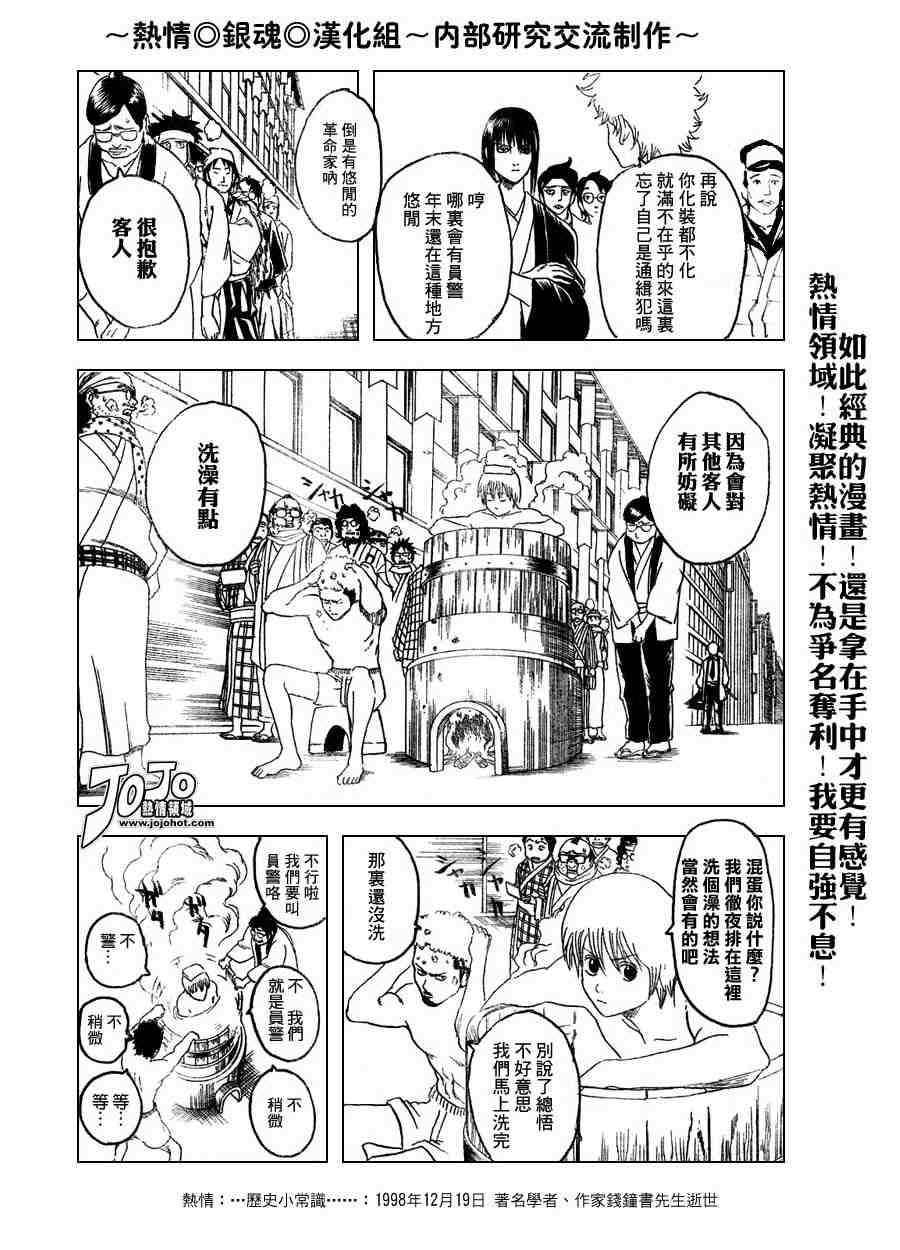 ～熱情◎銀魂◎漢化組～内部研究交流制作～
再說
你化裝都不化
就滿不在乎的來這裏
忘了自己是通緝犯嗎
哼
哪裏會有員警
年末還在這種地方
悠閒
倒是有悠閒的
革命家吶
很抱歉
客人
因為會對
其他客人
有所妨礙
洗澡有點
ジャカ
ジャカ
混蛋你說什麼？
我們徹夜排在這裡
洗個澡的想法
當然會有的吧
那裏還沒洗
別說了總悟
不好意思
我們馬上洗完
不行啦
我們要叫
員警咯
不 我們
就是員警
不
稍微
不
警…
不
稍微
等…
等…
如此經典的漫畫！還是拿在手中才更有感覺！
熱情領域！凝聚熱情！不為爭名奪利！我要自強不息！
JOJO
熱情領域
www.jojohot.com
熱情：…歷史小常識……：1998年12月19日 著名學者、作家錢鐘書先生逝世